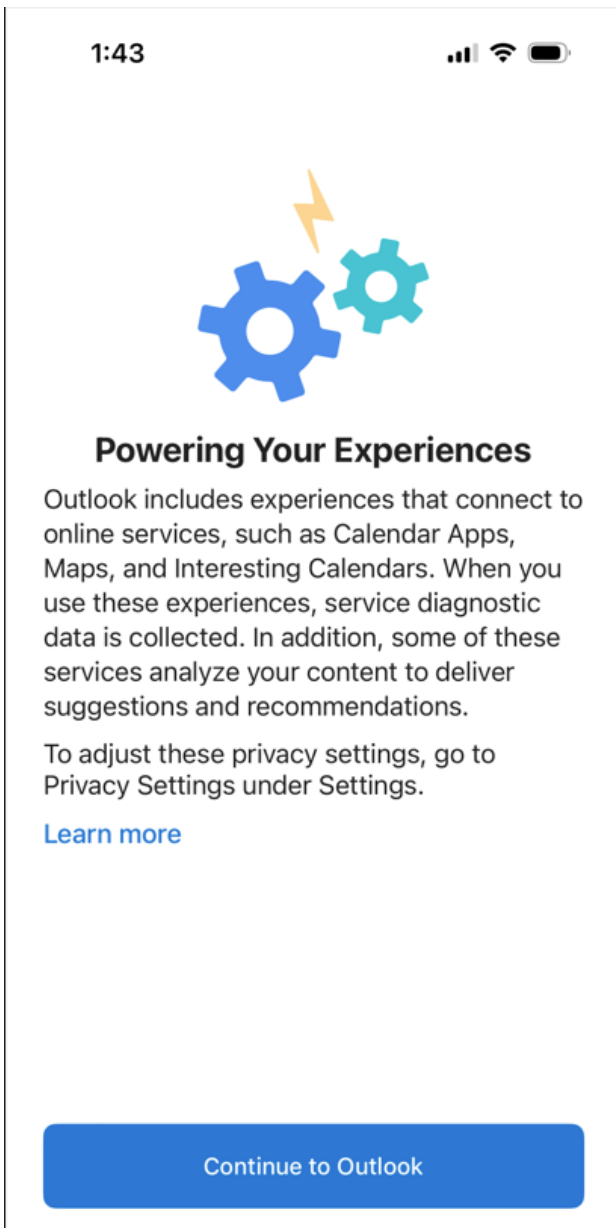 1:43
Powering Your Experiences
Outlook includes experiences that connect to
online services, such as Calendar Apps,
Maps, and Interesting Calendars. When you
use these experiences, service diagnostic
data is collected. In addition, some of these
services analyze your content to deliver
suggestions and recommendations.
To adjust these privacy settings, go to
Privacy Settings under Settings.
Learn more
Continue to Outlook